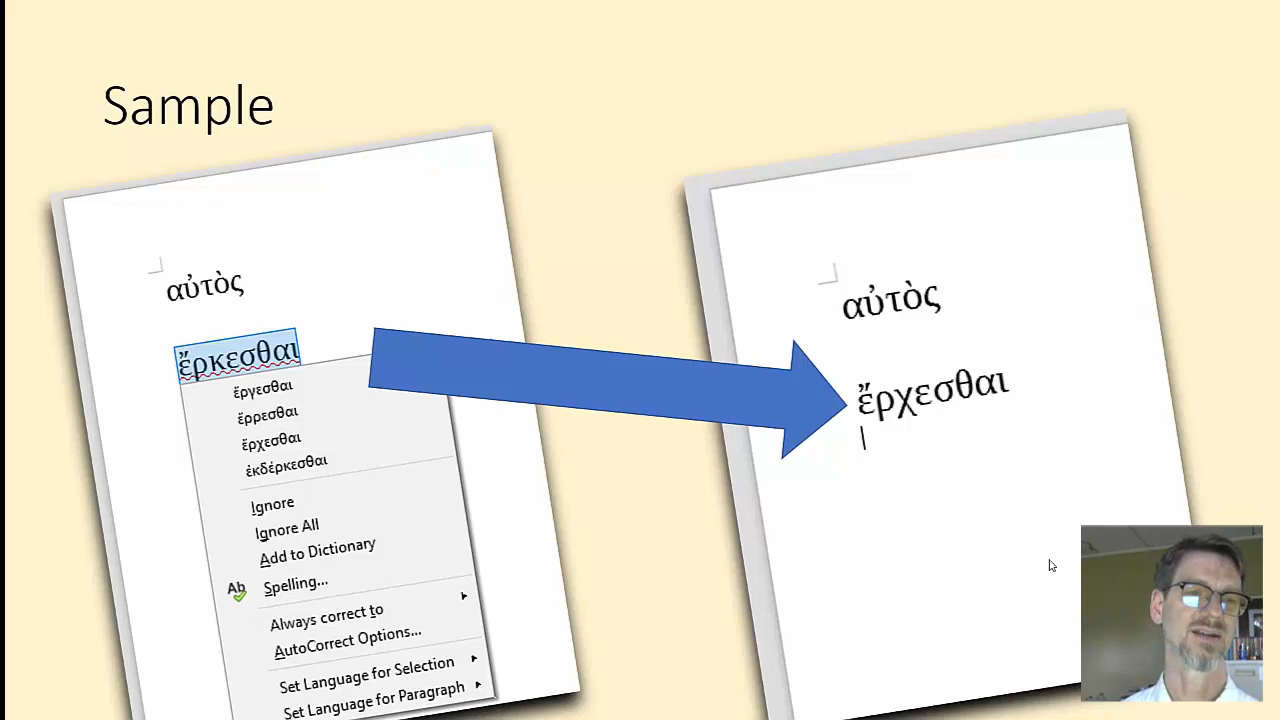 Sample
αὐτὸς
ἔρκεσθαι
ἔργεσθαι
ἔρρεσθαι
ἔρχεσθαι
ἐκδέρκεσθαι
Ignore
Ignore All
Add to Dictionary
Spelling...
Always correct to
AutoCorrect Options...
Set Language for Selection
Set Language for Paragraph
αὐτὸς
ἔρχεσθαι